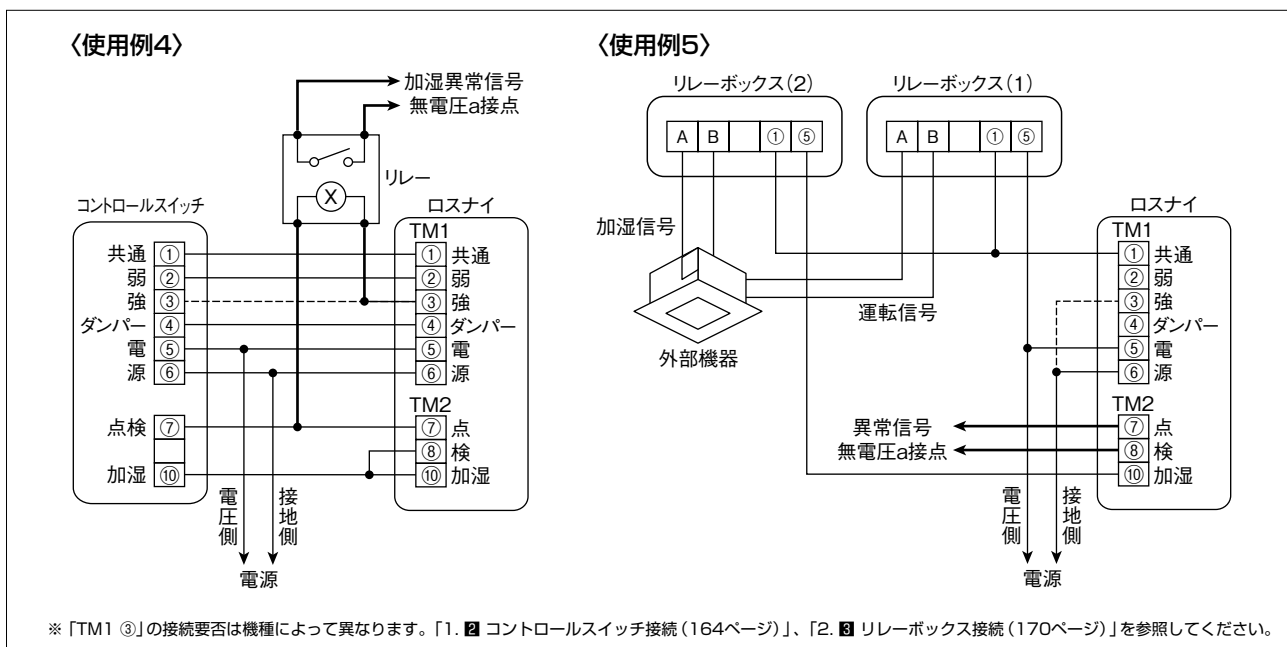 〈使用例4〉
加湿異常信号
無電圧a接点
X
リレー
コントロールスイッチ
ロスナイ
TM1
共通 ① ① 共通
弱 ② ② 弱
強 ③ ③ 強
ダンパー ④ ④ ダンパー
電 ⑤ ⑤ 電
源 ⑥ ⑥ 源
TM2
点検 ⑦ ⑦ 点
⑧ 検
加湿 ⑩ ⑩ 加湿
電圧側
接地側
電源
〈使用例5〉
リレーボックス(2)
リレーボックス(1)
A B ① ⑤
A B ① ⑤
加湿信号
運転信号
外部機器
ロスナイ
TM1
① 共通
② 弱
③ 強
④ ダンパー
⑤ 電
⑥ 源
TM2
異常信号 ⑦ 点
無電圧a接点 ⑧ 検
⑩ 加湿
電圧側
接地側
電源
※「TM1 ③」の接続要否は機種によって異なります。「1. 2 コントロールスイッチ接続(164ページ)」、「2. 3 リレーボックス接続(170ページ)」を参照してください。